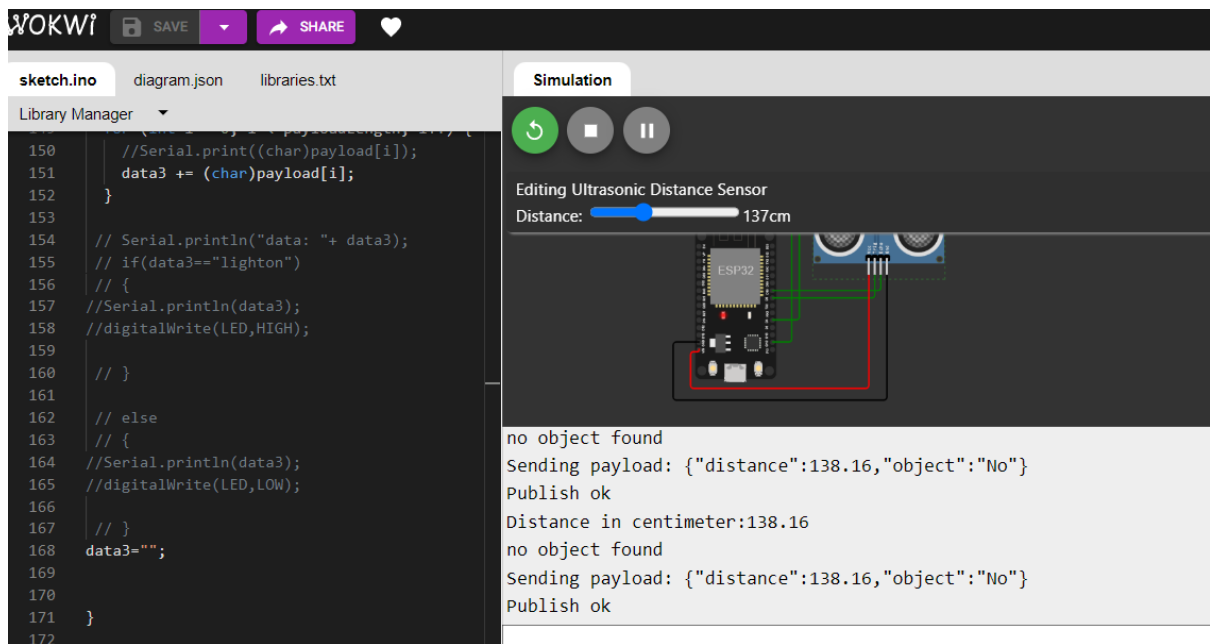 WOKWI SAVE SHARE
sketch.ino diagram.json libraries.txt
Library Manager
150 //Serial.print((char)payload[i]);
151 data3 += (char)payload[i];
152 }
153
154 // Serial.println("data: "+ data3);
155 // if(data3=="lighton")
156 // {
157 //Serial.println(data3);
158 //digitalWrite(LED,HIGH);
159
160 // }
161
162 // else
163 // {
164 //Serial.println(data3);
165 //digitalWrite(LED,LOW);
166
167 // }
168 data3="";
169
170
171 }
172
Simulation
Editing Ultrasonic Distance Sensor
Distance: 137cm
ESP32
no object found
Sending payload: {"distance":138.16,"object":"No"}
Publish ok
Distance in centimeter:138.16
no object found
Sending payload: {"distance":138.16,"object":"No"}
Publish ok